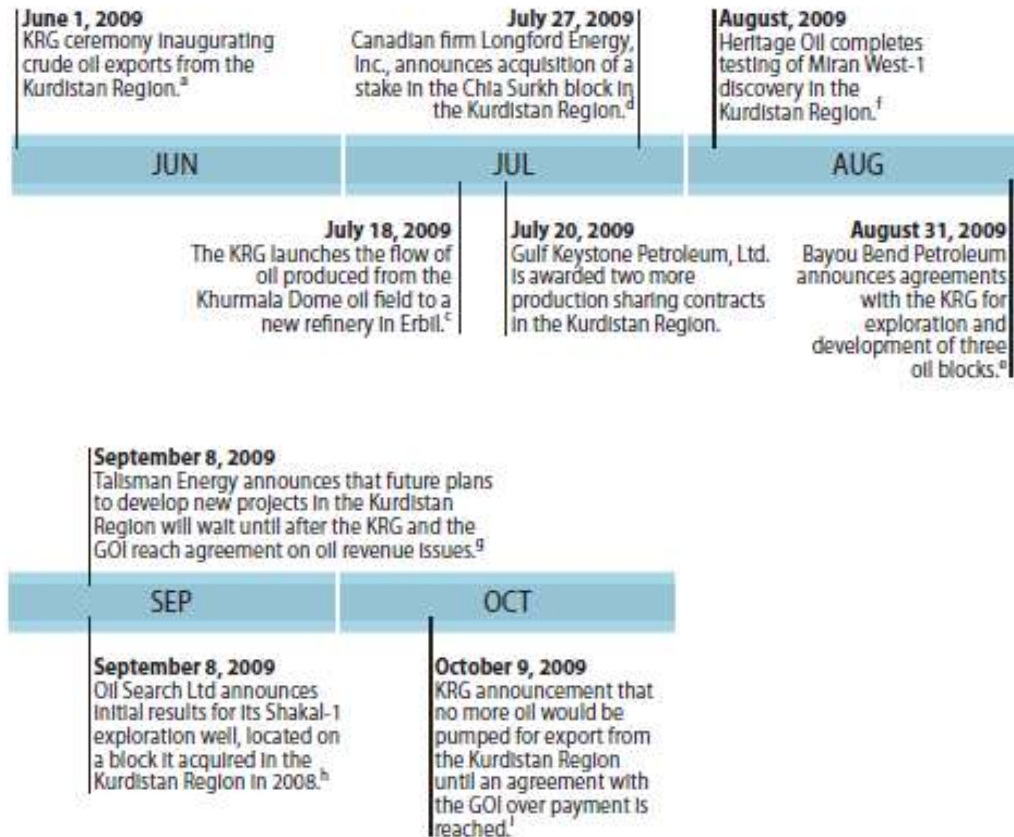 June 1, 2009
KRG ceremony inaugurating
crude oil exports from the
Kurdistan Region.a
July 27, 2009
Canadian firm Longford Energy,
Inc., announces acquisition of a
stake in the Chia Surkh block in
the Kurdistan Region.d
August, 2009
Heritage Oil completes
testing of Miran West-1
discovery in the
Kurdistan Region.f
JUN
JUL
AUG
July 18, 2009
The KRG launches the flow of
oil produced from the
Khurmala Dome oil field to a
new refinery in Erbil.c
July 20, 2009
Gulf Keystone Petroleum, Ltd.
is awarded two more
production sharing contracts
in the Kurdistan Region.
August 31, 2009
Bayou Bend Petroleum
announces agreements
with the KRG for
exploration and
development of three
oil blocks.e
September 8, 2009
Talisman Energy announces that future plans
to develop new projects in the Kurdistan
Region will wait until after the KRG and the
GOI reach agreement on oil revenue issues.g
SEP
OCT
September 8, 2009
Oil Search Ltd announces
initial results for its Shakal-1
exploration well, located on
a block it acquired in the
Kurdistan Region in 2008.h
October 9, 2009
KRG announcement that
no more oil would be
pumped for export from
the Kurdistan Region
until an agreement with
the GOI over payment is
reached.i